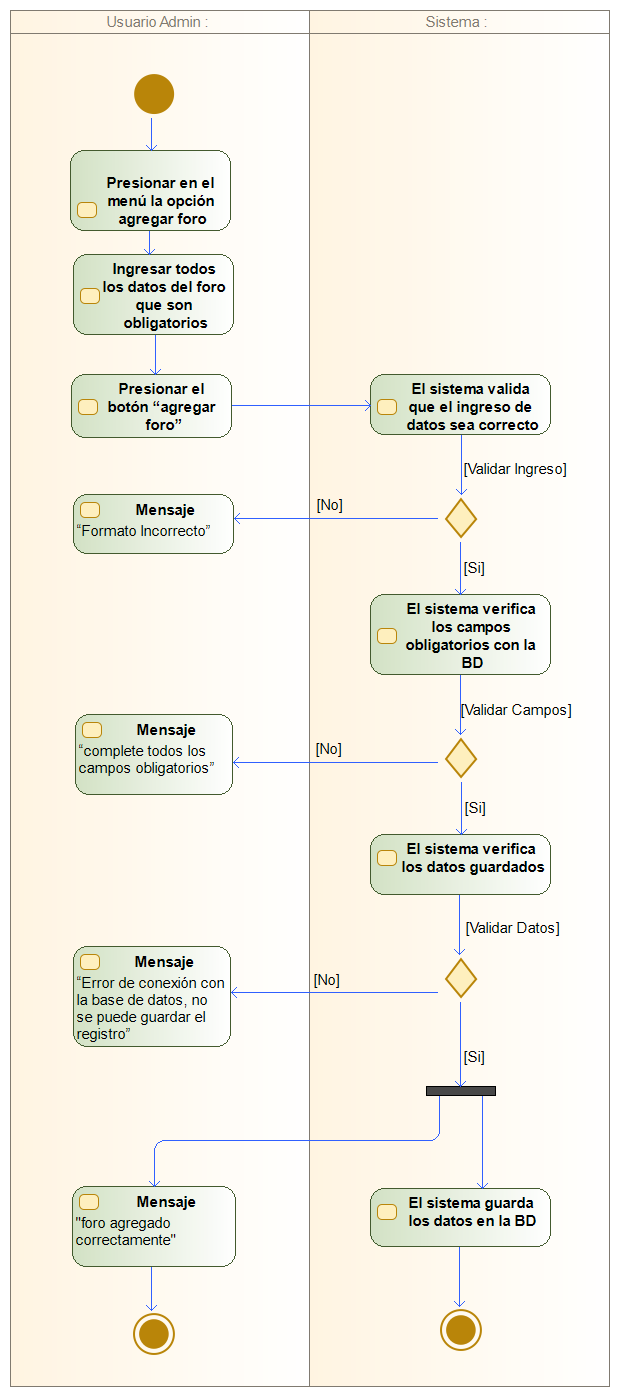 Usuario Admin :
Sistema :
Presionar en el
menú la opción
agregar foro
Ingresar todos
los datos del foro
que son
obligatorios
Presionar el
botón “agregar
foro”
El sistema valida
que el ingreso de
datos sea correcto
[Validar Ingreso]
[No]
Mensaje
“Formato Incorrecto”
[Si]
El sistema verifica
los campos
obligatorios con la
BD
[Validar Campos]
[No]
Mensaje
“complete todos los
campos obligatorios”
[Si]
El sistema verifica
los datos guardados
[Validar Datos]
[No]
Mensaje
“Error de conexión con
la base de datos, no
se puede guardar el
registro”
[Si]
Mensaje
"foro agregado
correctamente"
El sistema guarda
los datos en la BD